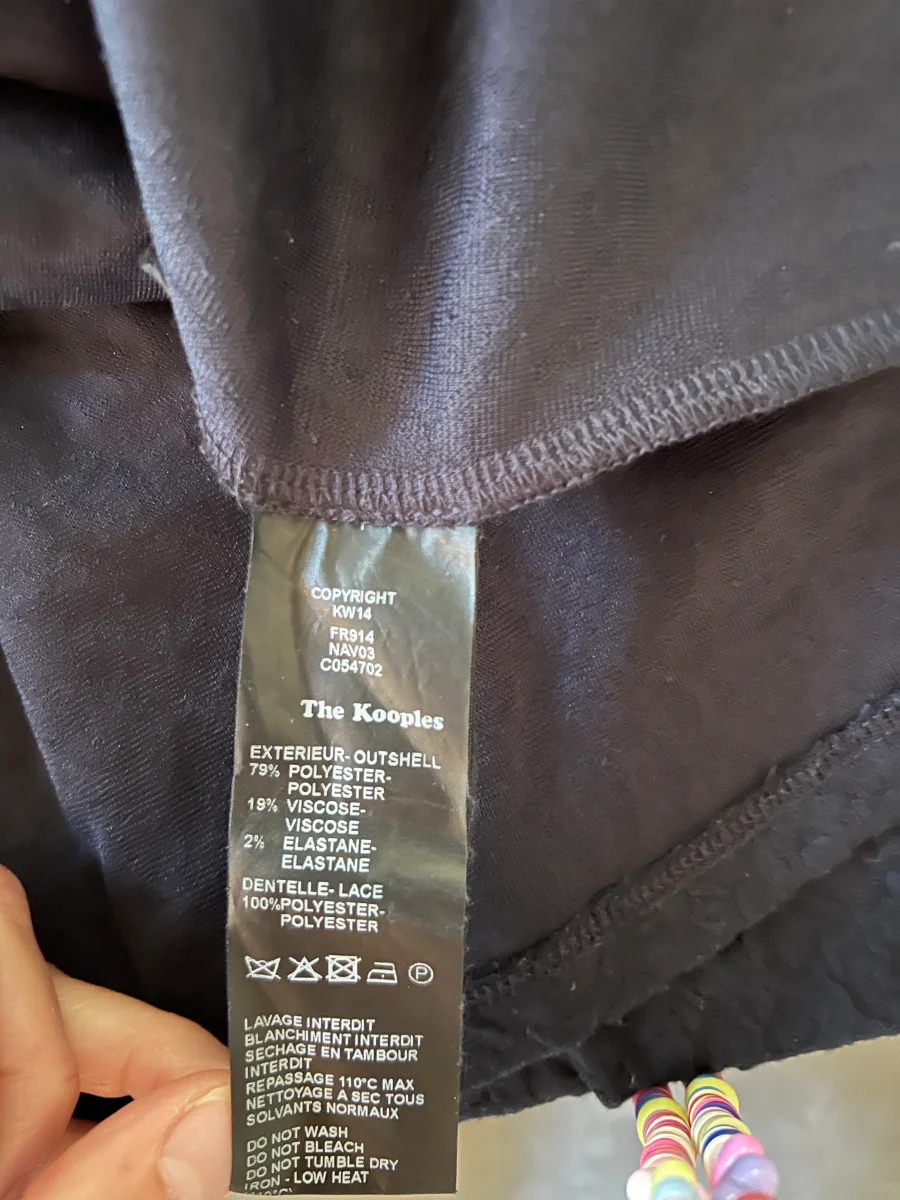 COPYRIGHT
KW14
FR914
NAV03
C054702
The Kooples
EXTERIEUR- OUTSHELL
79% POLYESTER-
POLYESTER
19% VISCOSE-
VISCOSE
2% ELASTANE-
ELASTANE
DENTELLE- LACE
100%POLYESTER-
POLYESTER
P
LAVAGE INTERDIT
BLANCHIMENT INTERDIT
SECHAGE EN TAMBOUR
INTERDIT
REPASSAGE 110°C MAX
NETTOYAGE A SEC TOUS
SOLVANTS NORMAUX
DO NOT WASH
DO NOT BLEACH
DO NOT TUMBLE DRY
IRON - LOW HEAT